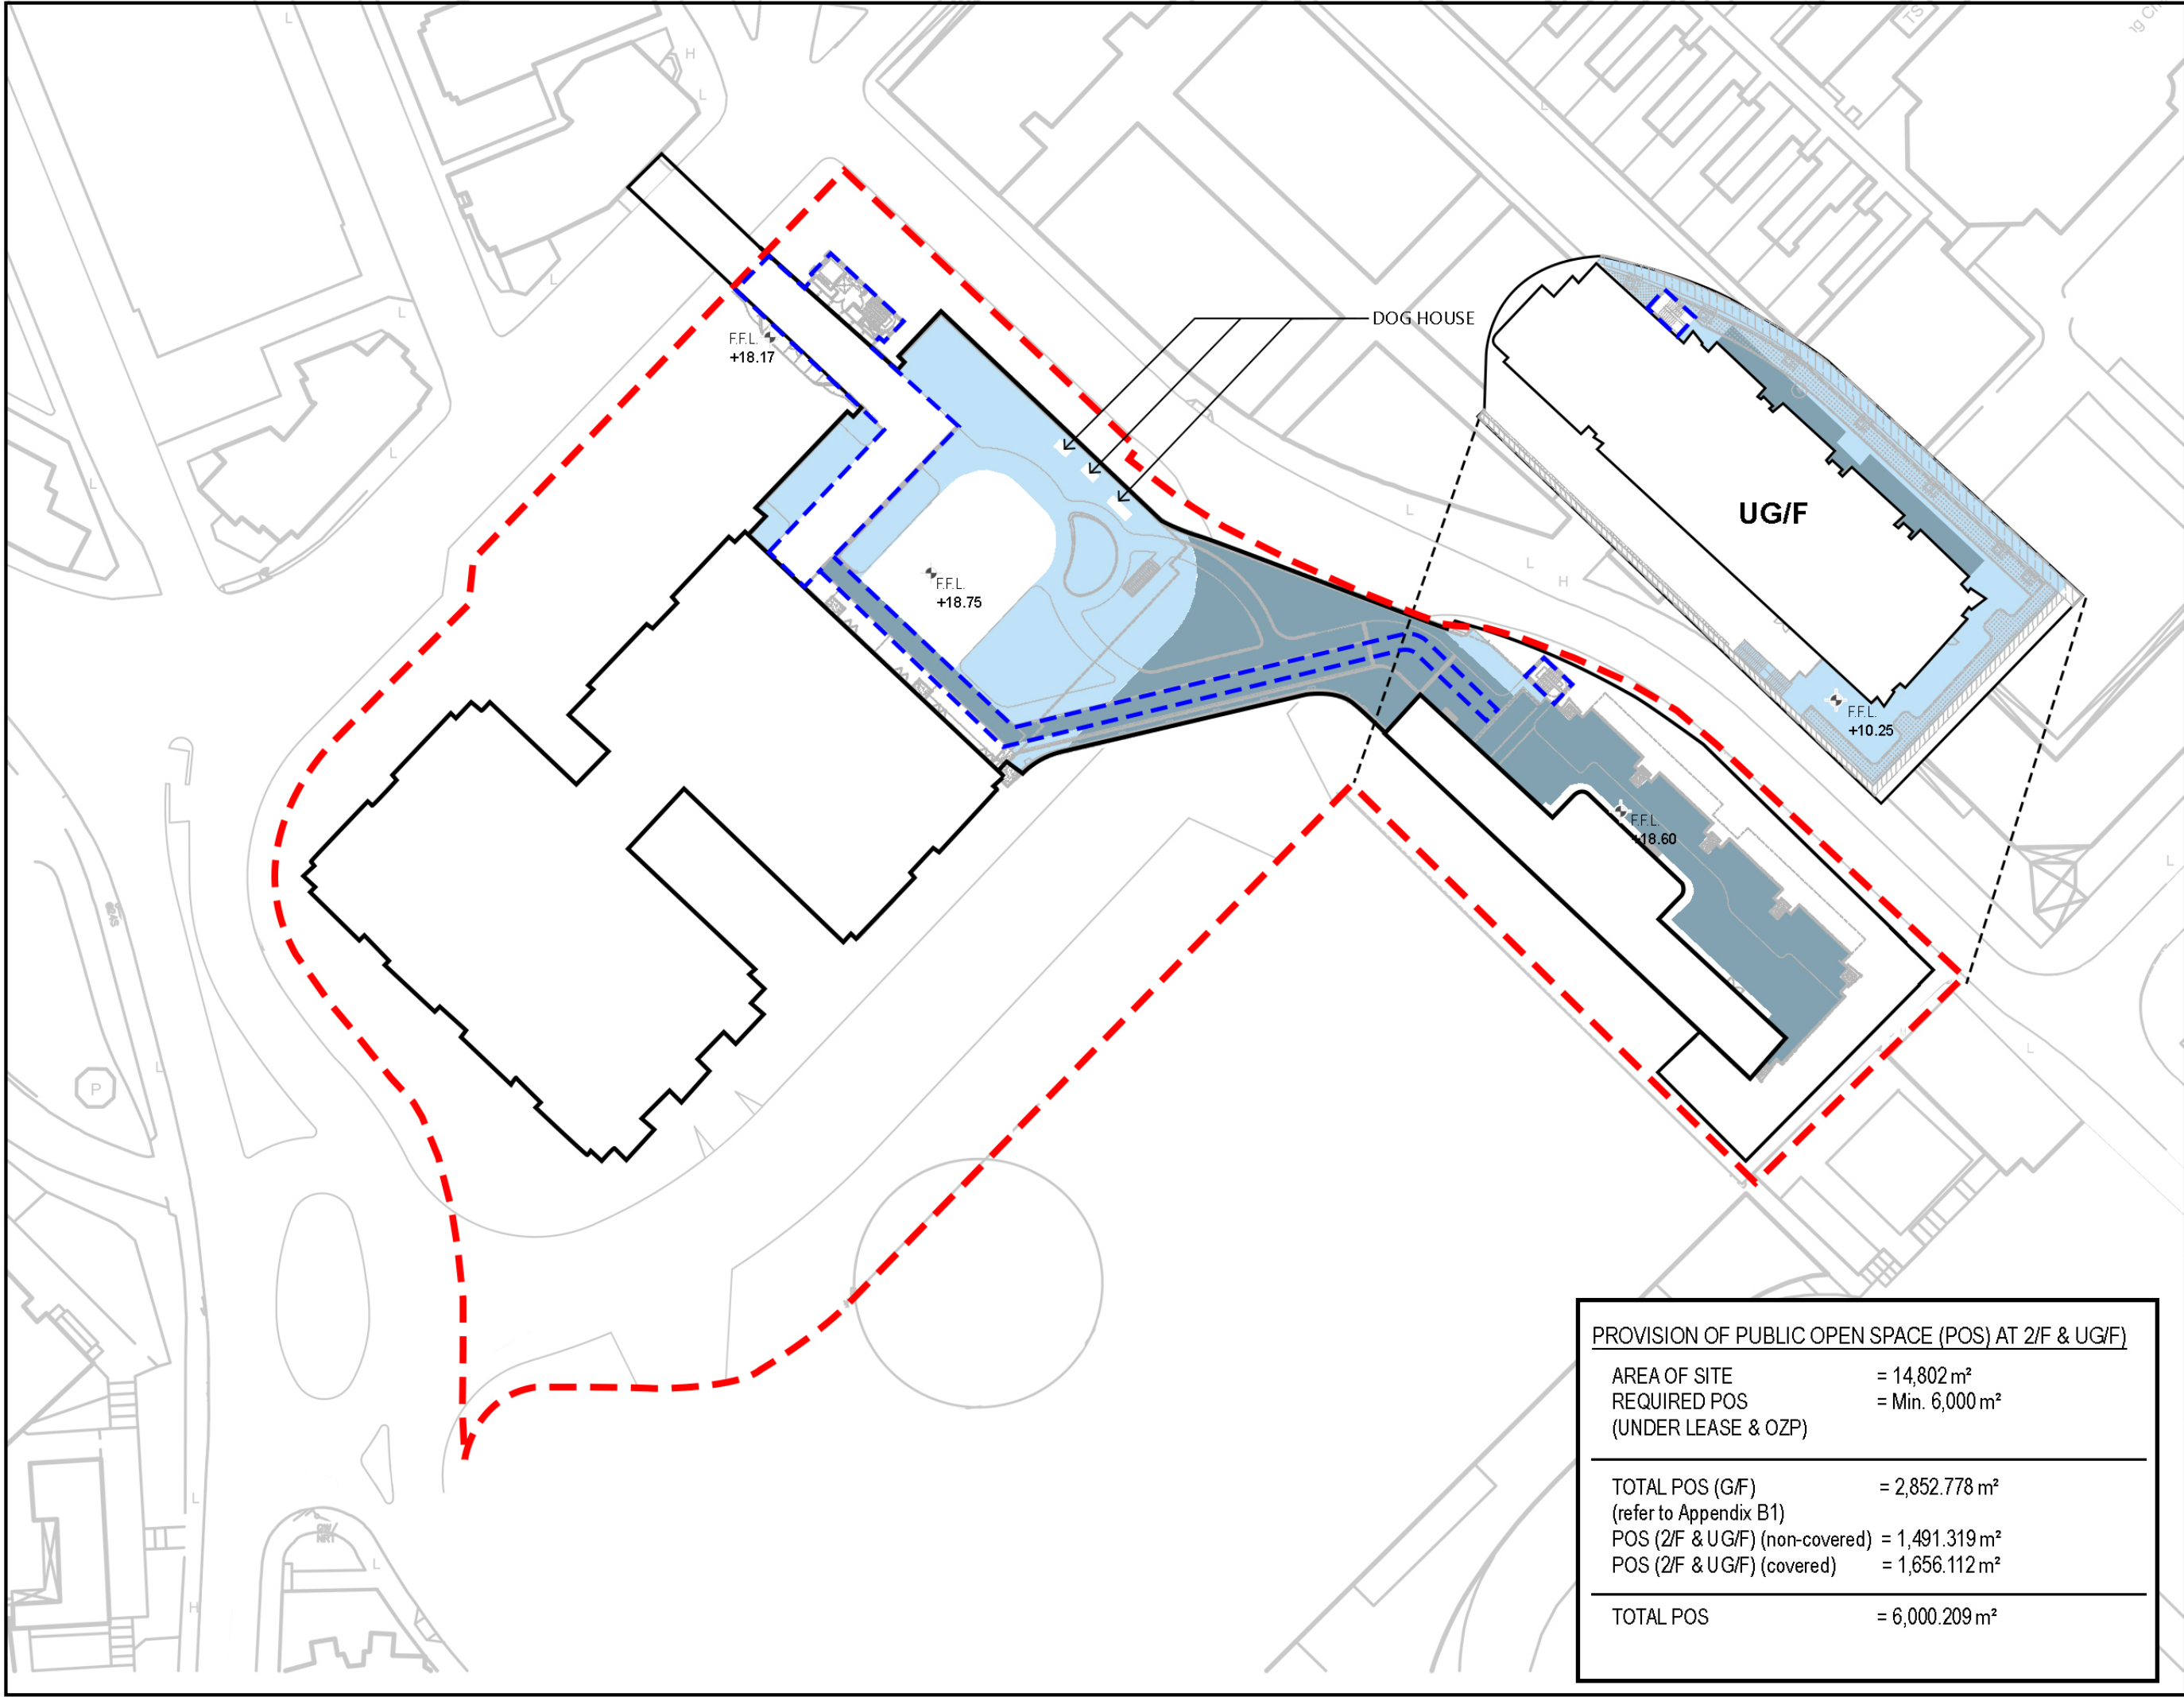 TS
L
H
L
L
L
L
L
L
L
DOG HOUSE
F.F.L.
+18.17
UG/F
L
L
H
F.F.L.
+18.75
F.F.L.
+10.25
F.F.L.
+18.60
L
L
L
P
L
L
H
PROVISION OF PUBLIC OPEN SPACE (POS) AT 2/F & UG/F)
AREA OF SITE = 14,802 m²
REQUIRED POS = Min. 6,000 m²
(UNDER LEASE & OZP)
TOTAL POS (G/F) = 2,852.778 m²
(refer to Appendix B1)
POS (2/F & UG/F) (non-covered) = 1,491.319 m²
POS (2/F & UG/F) (covered) = 1,656.112 m²
TOTAL POS = 6,000.209 m²